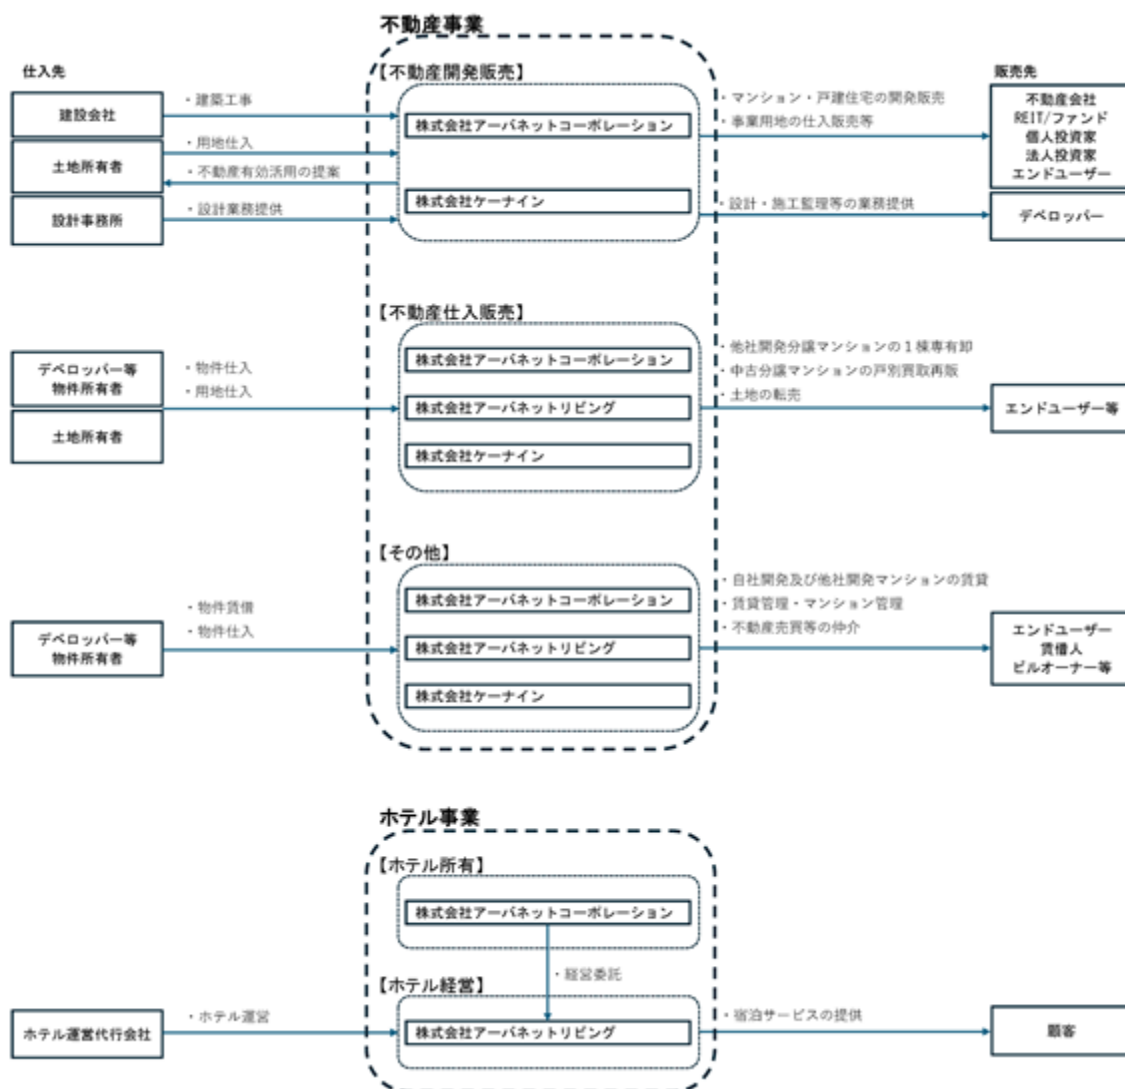 不動産事業
仕入先
【不動産開発販売】
販売先
建設会社
・建築工事
土地所有者
・用地仕入
・不動産有効活用の提案
設計事務所
・設計業務提供
株式会社アーバネットコーポレーション
株式会社ケーナイン
・マンション・戸建住宅の開発販売
・事業用地の仕入販売等
・設計・施工監理等の業務提供
不動産会社
REIT/ファンド
個人投資家
法人投資家
エンドユーザー
デベロッパー
【不動産仕入販売】
デベロッパー等
物件所有者
土地所有者
・物件仕入
・用地仕入
株式会社アーバネットコーポレーション
株式会社アーバネットリビング
株式会社ケーナイン
・他社開発分譲マンションの１棟専有卸
・中古分譲マンションの戸別買取再販
・土地の転売
エンドユーザー等
【その他】
デベロッパー等
物件所有者
・物件賃借
・物件仕入
株式会社アーバネットコーポレーション
株式会社アーバネットリビング
株式会社ケーナイン
・自社開発及び他社開発マンションの賃貸
・賃貸管理・マンション管理
・不動産売買等の仲介
エンドユーザー
賃借人
ビルオーナー等
ホテル事業
【ホテル所有】
株式会社アーバネットコーポレーション
・経営委託
【ホテル経営】
ホテル運営代行会社
・ホテル運営
株式会社アーバネットリビング
・宿泊サービスの提供
顧客